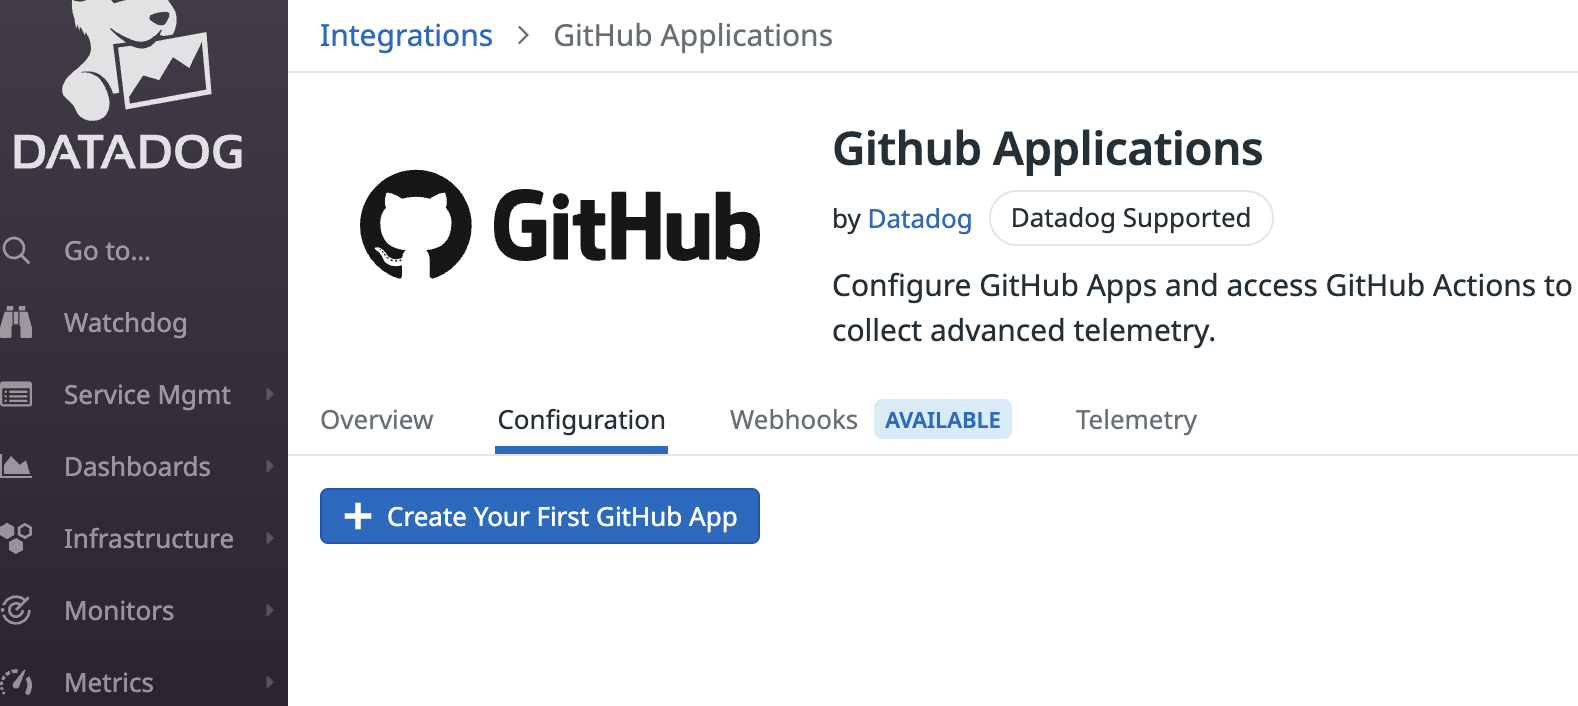 DATADOG
Go to...
Watchdog
Service Mgmt
Dashboards
Infrastructure
Monitors
Metrics
Integrations > GitHub Applications
GitHub
Github Applications
by Datadog Datadog Supported
Configure GitHub Apps and access GitHub Actions to
collect advanced telemetry.
Overview Configuration Webhooks AVAILABLE Telemetry
+ Create Your First GitHub App